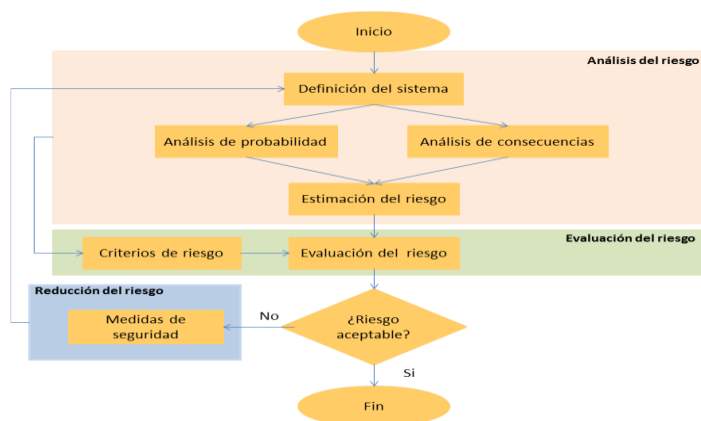 Inicio
Análisis del riesgo
Definición del sistema
Análisis de probabilidad
Análisis de consecuencias
Estimación del riesgo
Evaluación del riesgo
Criterios de riesgo
Evaluación del riesgo
Reducción del riesgo
Medidas de
seguridad
No
¿Riesgo
aceptable?
Si
Fin